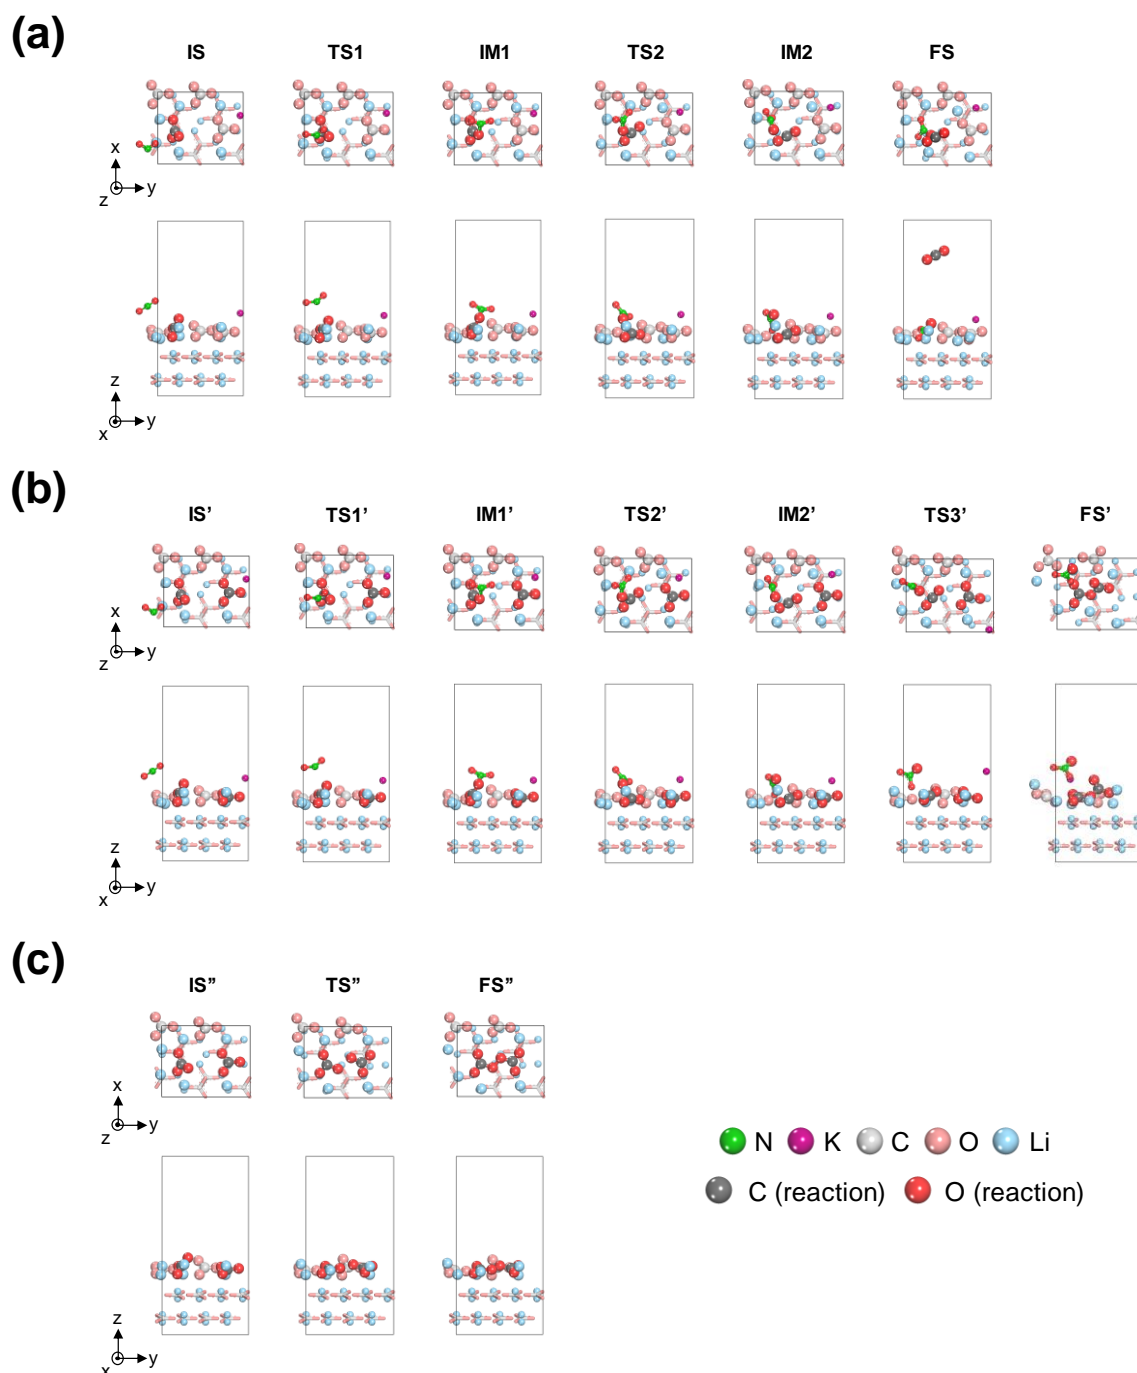 (a)
IS TS1 IM1 TS2 IM2 FS
x
z y
z
x y
(b)
IS' TS1' IM1' TS2' IM2' TS3' FS'
x
z y
z
x y
(c)
IS” TS” FS”
x
z y
N K C O Li
C (reaction) O (reaction)
z
x y